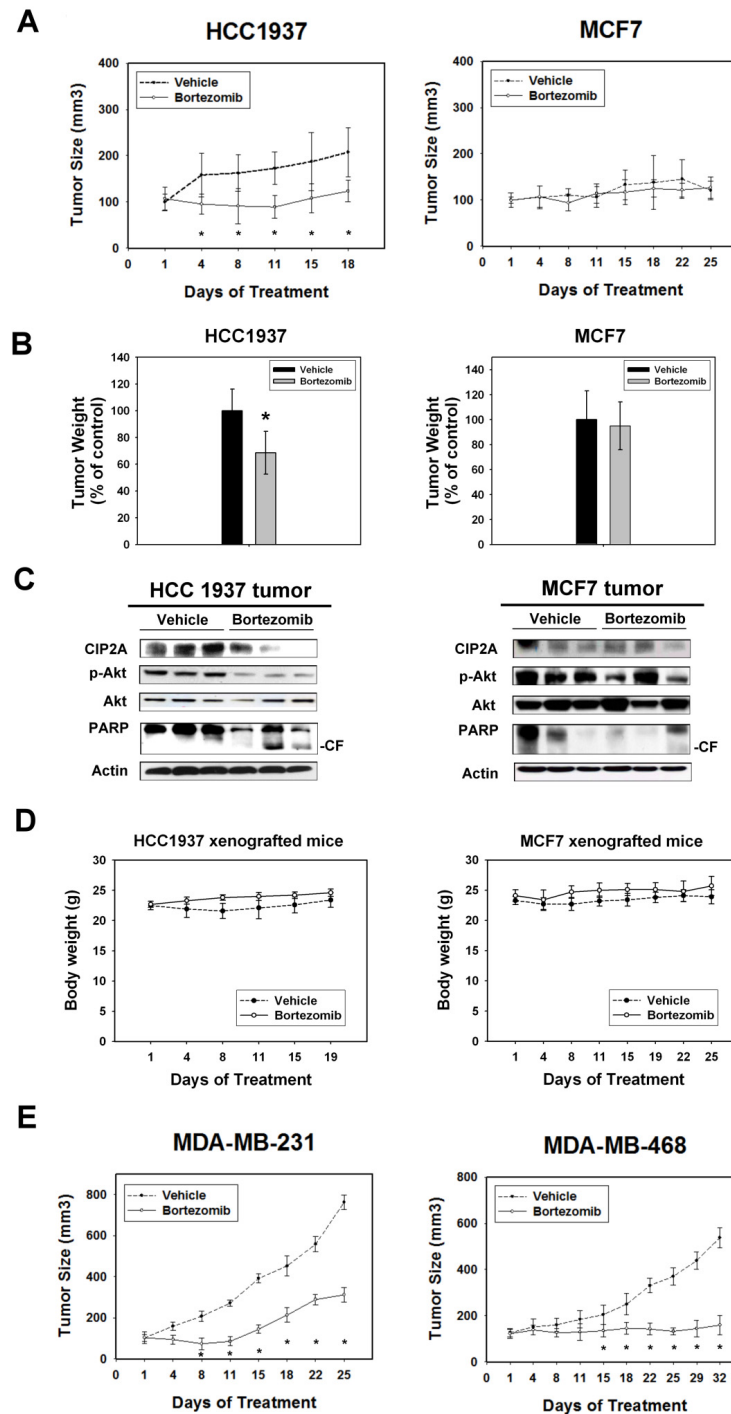 A
HCC1937
MCF7
Tumor Size (mm3)
400
300
200
100
0
Vehicle
Bortezomib
* * * * * *
0 1 4 8 11 15 18
Days of Treatment
Tumor Size (mm3)
400
300
200
100
0
Vehicle
Bortezomib
0 1 4 8 11 15 18 22 25
Days of Treatment
B
HCC1937
MCF7
Tumor Weight
(% of control)
140
120
100
80
60
40
20
0
Vehicle
Bortezomib
*
Tumor Weight
(% of control)
140
120
100
80
60
40
20
0
Vehicle
Bortezomib
C
HCC 1937 tumor
Vehicle Bortezomib
CIP2A
p-Akt
Akt
PARP
-CF
Actin
MCF7 tumor
Vehicle Bortezomib
CIP2A
p-Akt
Akt
PARP
-CF
Actin
D
HCC1937 xenografted mice
MCF7 xenografted mice
Body weight (g)
30
25
20
15
10
5
0
Vehicle
Bortezomib
1 4 8 11 15 19
Days of Treatment
Body weight (g)
30
25
20
15
10
5
0
Vehicle
Bortezomib
1 4 8 11 15 19 22 25
Days of Treatment
E
MDA-MB-231
MDA-MB-468
Tumor Size (mm3)
800
600
400
200
0
Vehicle
Bortezomib
* * * * * *
0 1 4 8 11 15 18 22 25
Days of Treatment
Tumor Size (mm3)
800
600
400
200
0
Vehicle
Bortezomib
* * * * * *
0 1 4 8 11 15 18 22 25 29 32
Days of Treatment